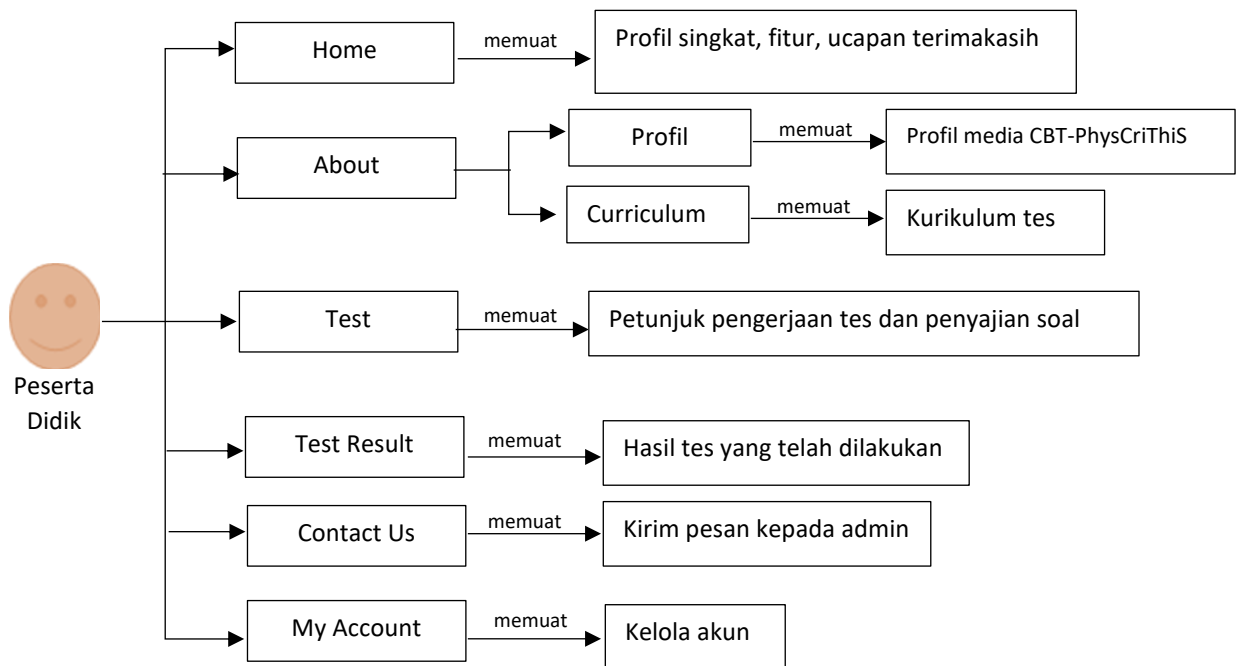 Home
memuat
Profil singkat, fitur, ucapan terimakasih
About
Profil
memuat
Profil media CBT-PhysCriThiS
Curriculum
memuat
Kurikulum tes
Peserta
Didik
Test
memuat
Petunjuk pengerjaan tes dan penyajian soal
Test Result
memuat
Hasil tes yang telah dilakukan
Contact Us
memuat
Kirim pesan kepada admin
My Account
memuat
Kelola akun